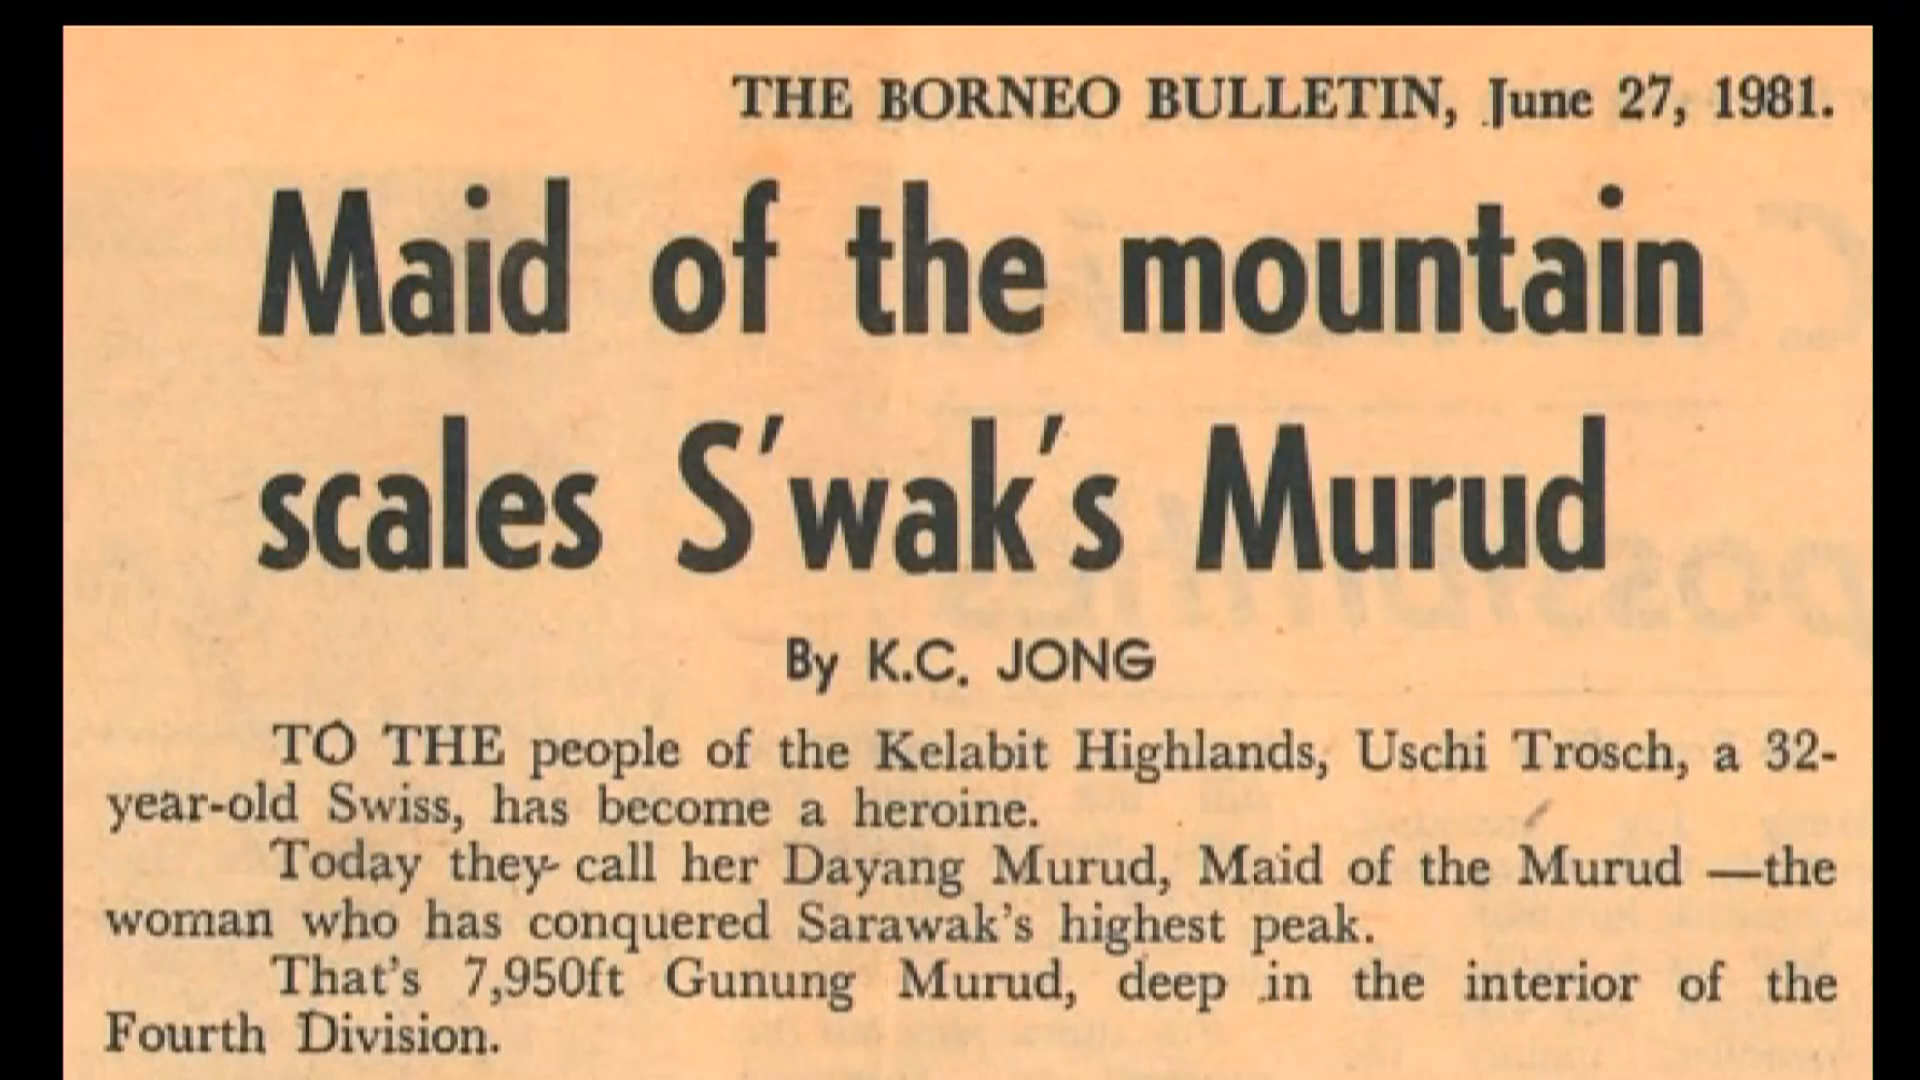 THE BORNEO BULLETIN, June 27, 1981.
Maid of the mountain
scales S'wak's Murud
By K.C. JONG
TO THE people of the Kelabit Highlands, Uschi Trosch, a 32-
year-old Swiss, has become a heroine.
Today they call her Dayang Murud, Maid of the Murud —the
woman who has conquered Sarawak's highest peak.
That's 7,950ft Gunung Murud, deep in the interior of the
Fourth Division.